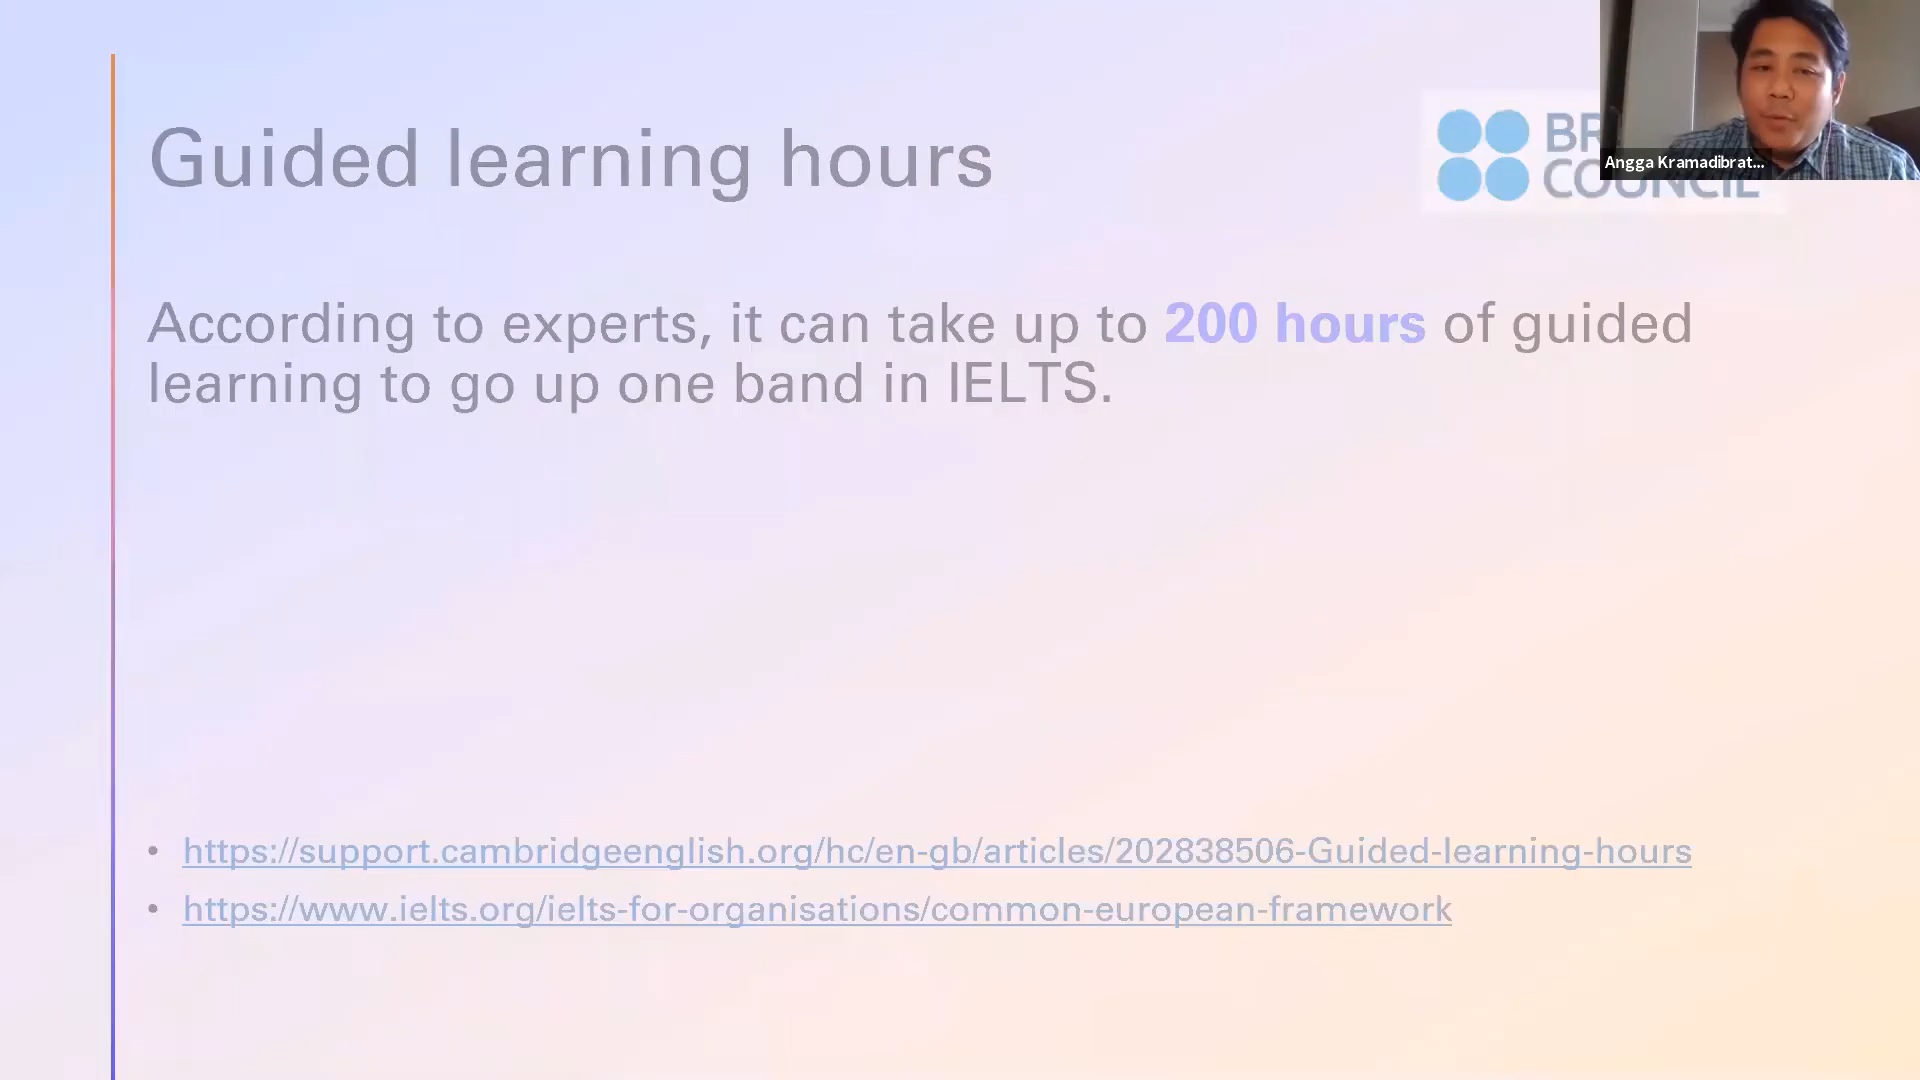 Guided learning hours
BR
COUNCIL
Angga Kramadibrat...
According to experts, it can take up to 200 hours of guided
learning to go up one band in IELTS.
• https://support.cambridgeenglish.org/hc/en-gb/articles/202838506-Guided-learning-hours
• https://www.ielts.org/ielts-for-organisations/common-european-framework